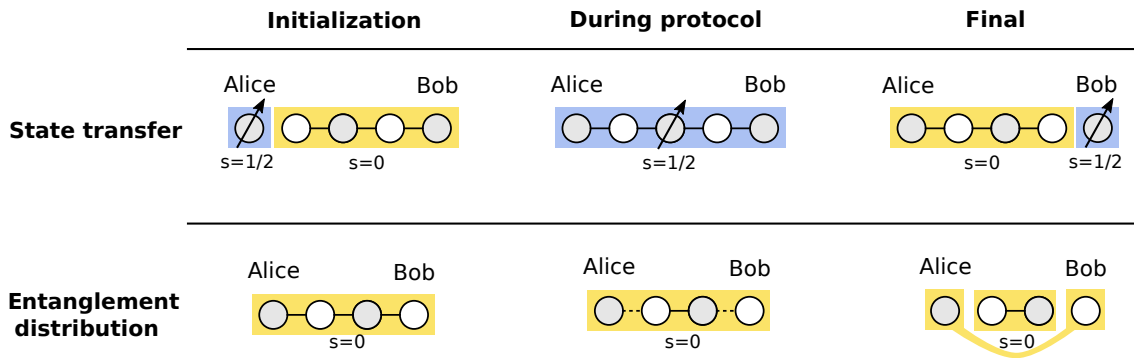 Initialization During protocol Final
Alice Bob Alice Bob Alice Bob
State transfer
s=1/2 s=0 s=1/2 s=0 s=1/2
Alice Bob Alice Bob Alice Bob
Entanglement
distribution
s=0 s=0 s=0